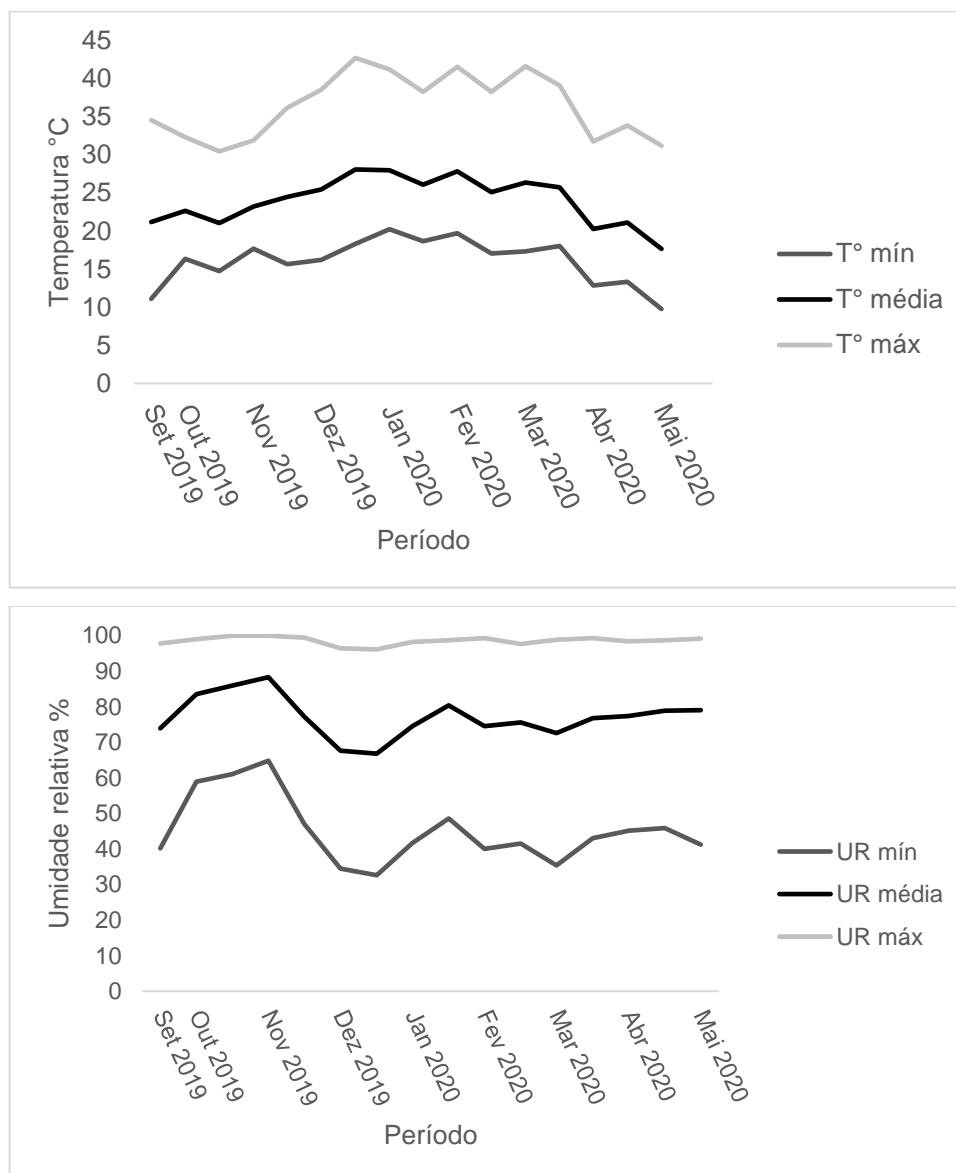 45
40
35
30
25
20
15
10
5
0
Temperatura °C
Set 2019
Out 2019
Nov 2019
Dez 2019
Jan 2020
Fev 2020
Mar 2020
Abr 2020
Mai 2020
Período
T° mín
T° média
T° máx
100
90
80
70
60
50
40
30
20
10
0
Umidade relativa %
Set 2019
Out 2019
Nov 2019
Dez 2019
Jan 2020
Fev 2020
Mar 2020
Abr 2020
Mai 2020
Período
UR mín
UR média
UR máx